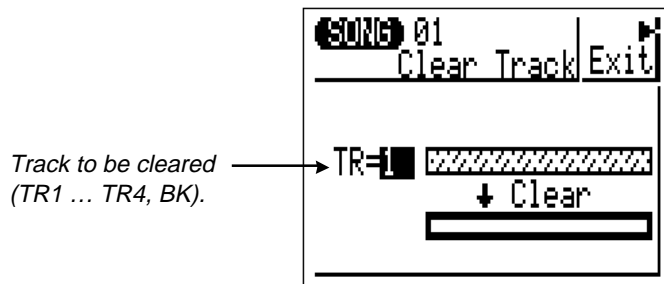 SONG 01
Clear Track Exit
Track to be cleared
(TR1 … TR4, BK).
TR=1
Clear